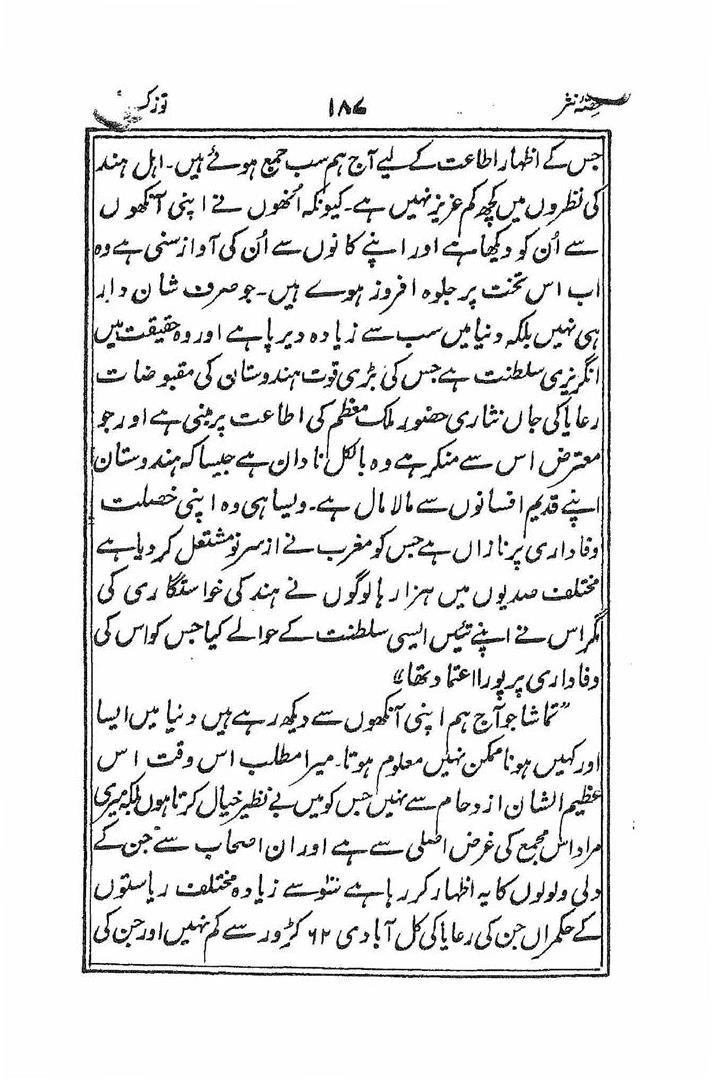 حصۂ نثر ۱۸۷ توزک
جس کے اظہار اطاعت کے لیے آج ہم سب جمع ہوئے ہیں۔ اہل ہند
کی نظروں میں کچھ کم عزیز نہیں ہے۔ کیونکہ اُنھوں نے اپنی آنکھوں
سے اُن کو دیکھا ہے اور اپنے کانوں سے اُن کی آواز سنی ہے وہ
اب اس تخت پر جلوہ افروز ہوے ہیں۔ جو صرف شان دار
ہی نہیں بلکہ دنیا میں سب سے زیادہ دیرپا ہے اور وہ حقیقت میں
انگریزی سلطنت ہے جس کی بڑی قوت ہندوستان کی مقبوضات
رعایا کی جاں نثاری حضور ملک معظم کی اطاعت پر مبنی ہے اور جو
معترض اس سے منکر ہے وہ بالکل نادان ہے جیسا کہ ہندوستان
اپنے قدیم افسانوں سے مالا مال ہے۔ ویسا ہی وہ اپنی خصلت
وفاداری پر نازاں ہے جس کو مغرب نے از سرنو مشتعل کر دیا ہے
مختلف صدیوں میں ہزارہا لوگوں نے ہند کی خواستگاری کی
مگر اس نے اپنے تئیں ایسی سلطنت کے حوالے کیا جس کو اس کی
وفاداری پر پورا اعتماد تھا”
“تماشا جو آج ہم اپنی آنکھوں سے دیکھ رہے ہیں دنیا میں ایسا
اور کہیں ہونا ممکن نہیں معلوم ہوتا۔ میرا مطلب اس وقت اس
عظیم الشان ازدحام سے نہیں جس کو میں بے نظیر خیال کرتا ہوں بلکہ میری
مراد اس مجمع کی غرض اصلی سے ہے اور ان اصحاب سے جن کے
دلی ولولوں کا یہ اظہار کر رہا ہے سَو سے زیادہ مختلف ریاستوں
کے حکمراں جن کی رعایا کی کل آبادی ۶۲ کڑور سے کم نہیں اور جن کی